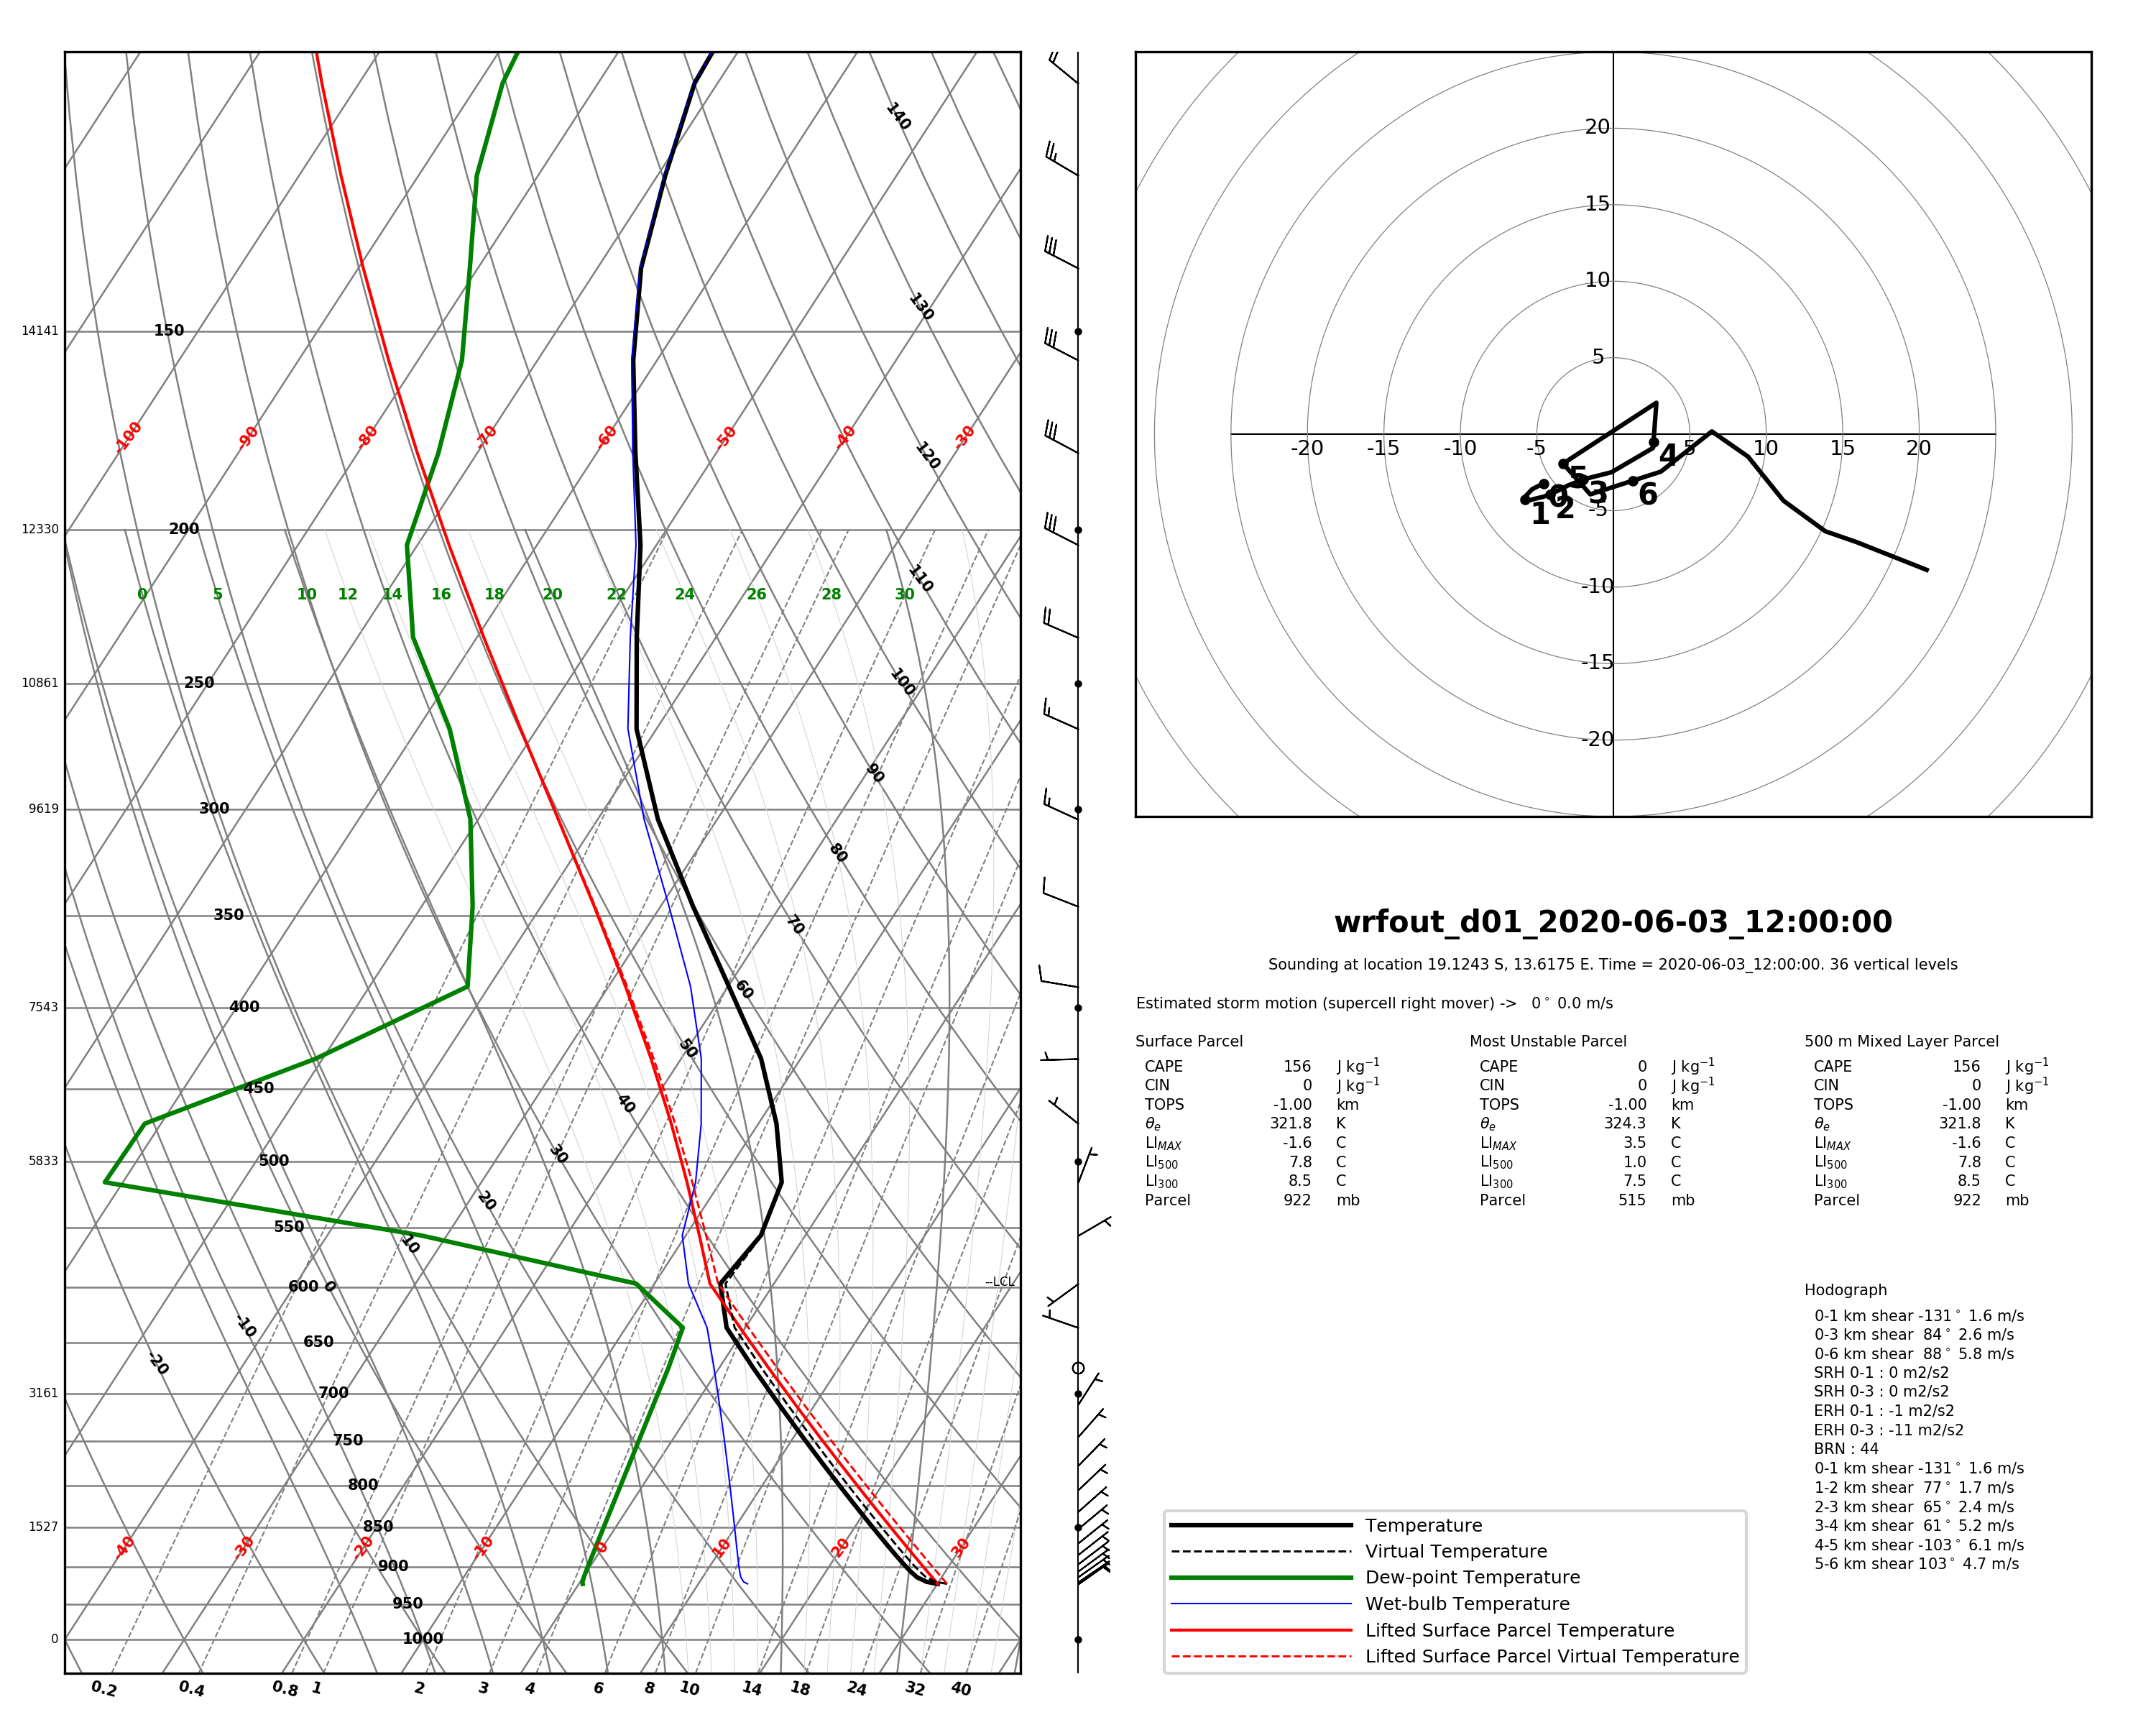 140
130
14141 150
-100 -90 -80 -70 -60 -50 -40 -30
120
12330 200
110
0 5 10 12 14 16 18 20 22 24 26 28 30
10861 250
100
90
9619 300
80
350
70
60
7543 400
50
450
40
5833 500
30
20
550
10
600 0 --LCL
-10
650
-20
3161 700
750
800
1527 850
-40 -30 -20 -10 0 10 20 30
900
950
0 1000
0.2 0.4 0.8 1 2 3 4 6 8 10 14 18 24 32 40
20
15
10
5
-20 -15 -10 -5 5 10 15 20
-5
-10
-15
-20
0 1 2 3 4 5 6
wrfout_d01_2020-06-03_12:00:00
Sounding at location 19.1243 S, 13.6175 E. Time = 2020-06-03_12:00:00. 36 vertical levels
Estimated storm motion (supercell right mover) -> 0° 0.0 m/s
Surface Parcel
CAPE 156 J kg⁻¹
CIN 0 J kg⁻¹
TOPS -1.00 km
θe 321.8 K
LIMAX -1.6 C
LI500 7.8 C
LI300 8.5 C
Parcel 922 mb
Most Unstable Parcel
CAPE 0 J kg⁻¹
CIN 0 J kg⁻¹
TOPS -1.00 km
θe 324.3 K
LIMAX 3.5 C
LI500 1.0 C
LI300 7.5 C
Parcel 515 mb
500 m Mixed Layer Parcel
CAPE 156 J kg⁻¹
CIN 0 J kg⁻¹
TOPS -1.00 km
θe 321.8 K
LIMAX -1.6 C
LI500 7.8 C
LI300 8.5 C
Parcel 922 mb
Hodograph
0-1 km shear -131° 1.6 m/s
0-3 km shear 84° 2.6 m/s
0-6 km shear 88° 5.8 m/s
SRH 0-1 : 0 m2/s2
SRH 0-3 : 0 m2/s2
ERH 0-1 : -1 m2/s2
ERH 0-3 : -11 m2/s2
BRN : 44
0-1 km shear -131° 1.6 m/s
1-2 km shear 77° 1.7 m/s
2-3 km shear 65° 2.4 m/s
3-4 km shear 61° 5.2 m/s
4-5 km shear -103° 6.1 m/s
5-6 km shear 103° 4.7 m/s
Temperature
Virtual Temperature
Dew-point Temperature
Wet-bulb Temperature
Lifted Surface Parcel Temperature
Lifted Surface Parcel Virtual Temperature